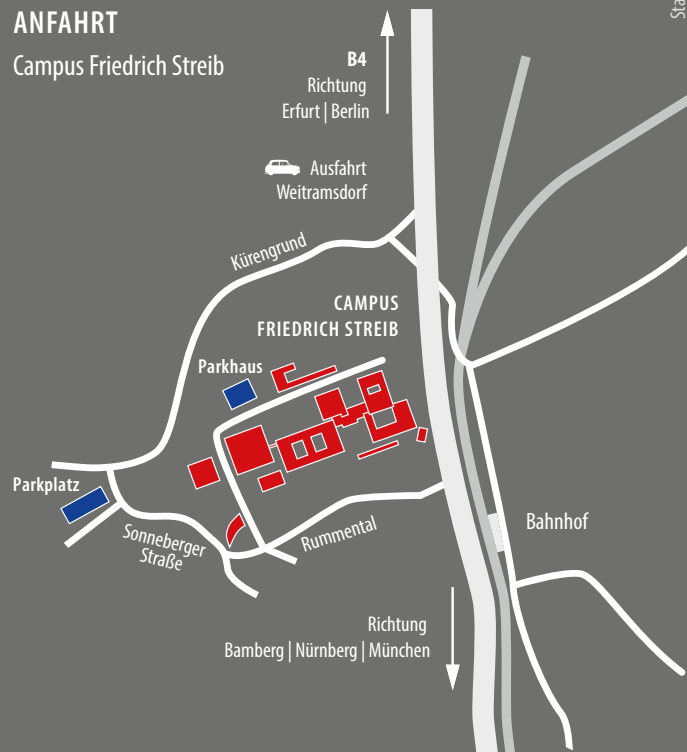 ANFAHRT
Campus Friedrich Streib
B4
Richtung
Erfurt | Berlin
Ausfahrt
Weitramsdorf
Kürengrund
CAMPUS
FRIEDRICH STREIB
Parkhaus
Parkplatz
Sonneberger
Straße
Rummental
Bahnhof
Richtung
Bamberg | Nürnberg | München
Sta